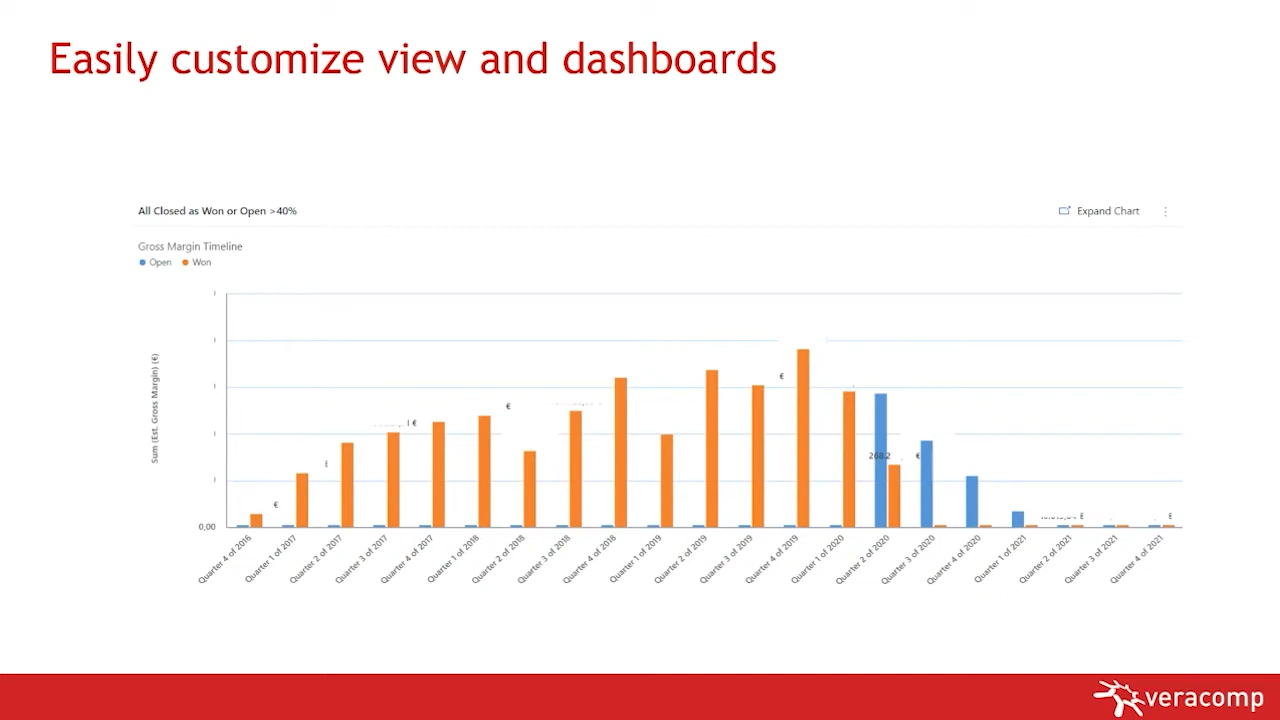 Easily customize view and dashboards
All Closed as Won or Open >40%
Expand Chart
Gross Margin Timeline
Open Won
Sum (Est. Gross Margin) (€)
0,00
€
€
€
€
€
268.2 €
€
€
Quarter 4 of 2016
Quarter 1 of 2017
Quarter 2 of 2017
Quarter 3 of 2017
Quarter 4 of 2017
Quarter 1 of 2018
Quarter 2 of 2018
Quarter 3 of 2018
Quarter 4 of 2018
Quarter 1 of 2019
Quarter 2 of 2019
Quarter 3 of 2019
Quarter 4 of 2019
Quarter 1 of 2020
Quarter 2 of 2020
Quarter 3 of 2020
Quarter 4 of 2020
Quarter 1 of 2021
Quarter 2 of 2021
Quarter 3 of 2021
Quarter 4 of 2021
veracomp